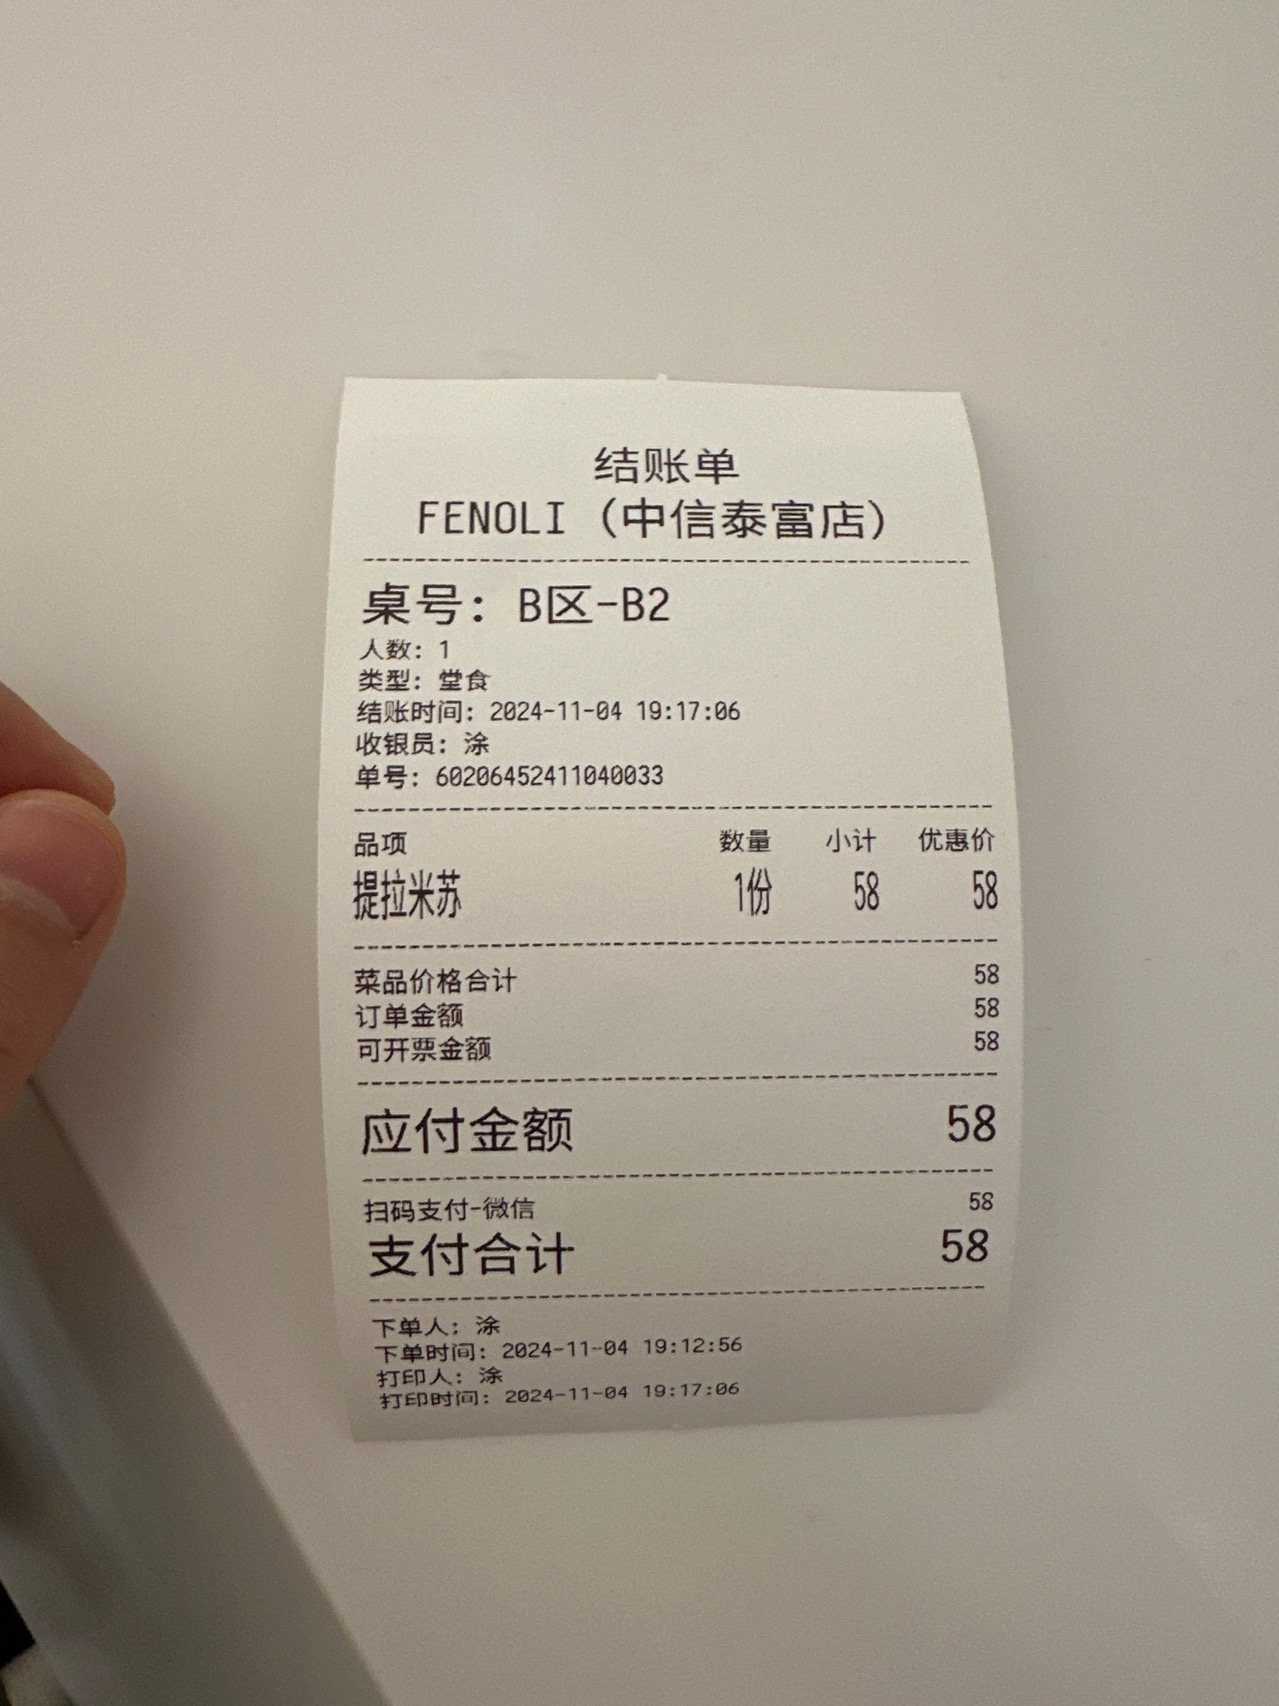 结账单
FENOLI（中信泰富店）
桌号: B区-B2
人数: 1
类型: 堂食
结账时间: 2024-11-04 19:17:06
收银员: 涂
单号: 602064524110400​33
品项 数量 小计 优惠价
提拉米苏 1份 58 58
菜品价格合计 58
订单金额 58
可开票金额 58
应付金额 58
扫码支付-微信 58
支付合计 58
下单人: 涂
下单时间: 2024-11-04 19:12:56
打印人: 涂
打印时间: 2024-11-04 19:17:06